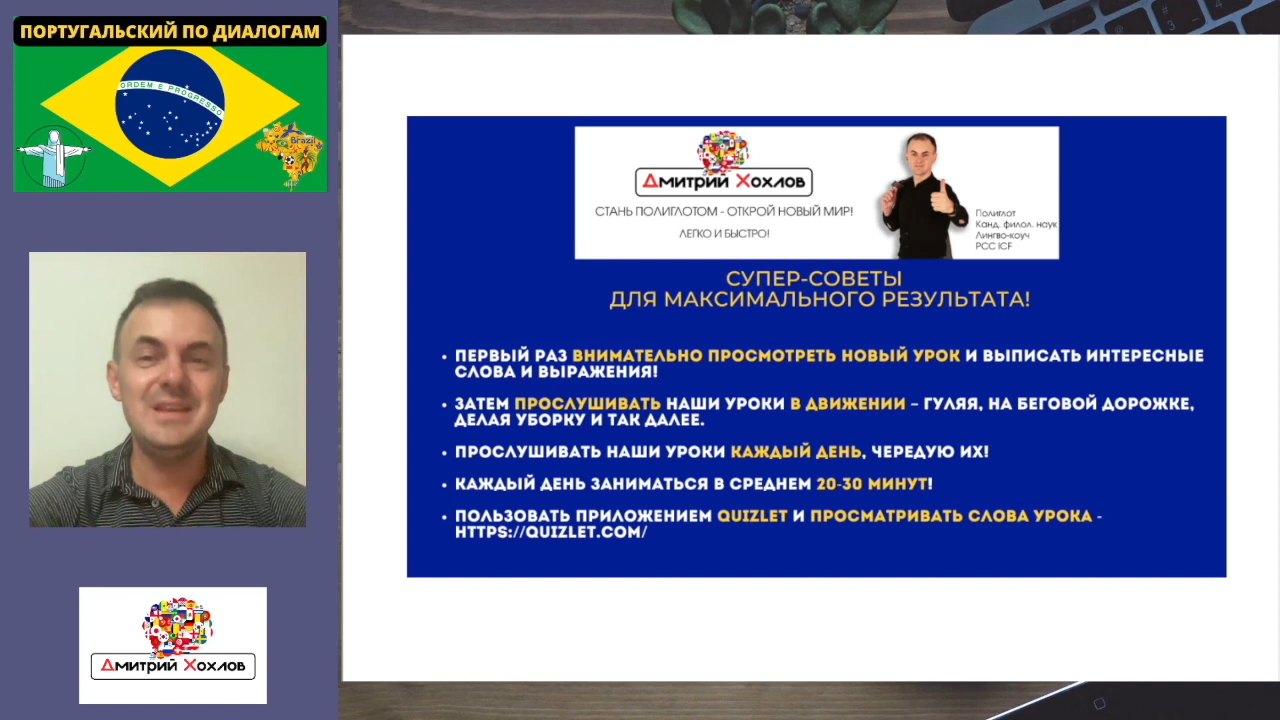 ПОРТУГАЛЬСКИЙ ПО ДИАЛОГАМ
ORDEM E PROGRESSO
Brazil
Дмитрий Хохлов
СТАНЬ ПОЛИГЛОТОМ - ОТКРОЙ НОВЫЙ МИР!
ЛЕГКО И БЫСТРО!
Полиглот
Канд. филол. наук
Лингво-коуч
PCC ICF
СУПЕР-СОВЕТЫ
ДЛЯ МАКСИМАЛЬНОГО РЕЗУЛЬТАТА!
• ПЕРВЫЙ РАЗ ВНИМАТЕЛЬНО ПРОСМОТРЕТЬ НОВЫЙ УРОК И ВЫПИСАТЬ ИНТЕРЕСНЫЕ
СЛОВА И ВЫРАЖЕНИЯ!
• ЗАТЕМ ПРОСЛУШИВАТЬ НАШИ УРОКИ В ДВИЖЕНИИ – ГУЛЯЯ, НА БЕГОВОЙ ДОРОЖКЕ,
ДЕЛАЯ УБОРКУ И ТАК ДАЛЕЕ.
• ПРОСЛУШИВАТЬ НАШИ УРОКИ КАЖДЫЙ ДЕНЬ, ЧЕРЕДУЮ ИХ!
• КАЖДЫЙ ДЕНЬ ЗАНИМАТЬСЯ В СРЕДНЕМ 20-30 МИНУТ!
• ПОЛЬЗОВАТЬ ПРИЛОЖЕНИЕМ QUIZLET И ПРОСМАТРИВАТЬ СЛОВА УРОКА -
HTTPS://QUIZLET.COM/
Дмитрий Хохлов